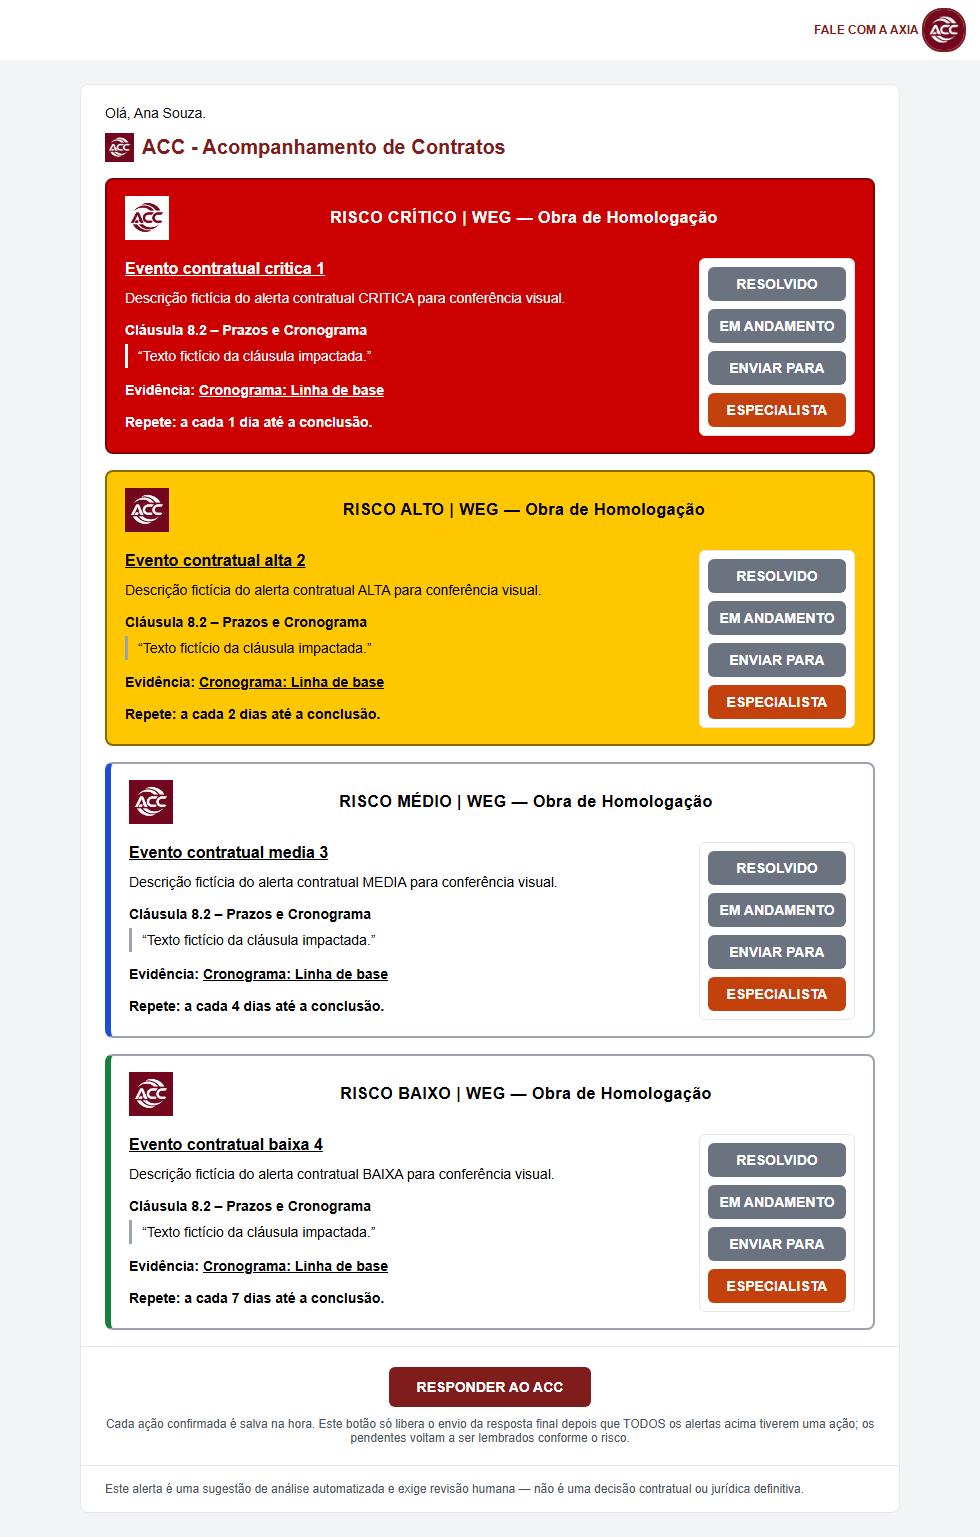 FALE COM A AXIA ACC
Olá, Ana Souza.
ACC ACC - Acompanhamento de Contratos
ACC RISCO CRÍTICO | WEG — Obra de Homologação
Evento contratual critica 1
Descrição fictícia do alerta contratual CRITICA para conferência visual.
Cláusula 8.2 – Prazos e Cronograma
“Texto fictício da cláusula impactada.”
Evidência: Cronograma: Linha de base
Repete: a cada 1 dia até a conclusão.
RESOLVIDO
EM ANDAMENTO
ENVIAR PARA
ESPECIALISTA
ACC RISCO ALTO | WEG — Obra de Homologação
Evento contratual alta 2
Descrição fictícia do alerta contratual ALTA para conferência visual.
Cláusula 8.2 – Prazos e Cronograma
“Texto fictício da cláusula impactada.”
Evidência: Cronograma: Linha de base
Repete: a cada 2 dias até a conclusão.
RESOLVIDO
EM ANDAMENTO
ENVIAR PARA
ESPECIALISTA
ACC RISCO MÉDIO | WEG — Obra de Homologação
Evento contratual media 3
Descrição fictícia do alerta contratual MEDIA para conferência visual.
Cláusula 8.2 – Prazos e Cronograma
“Texto fictício da cláusula impactada.”
Evidência: Cronograma: Linha de base
Repete: a cada 4 dias até a conclusão.
RESOLVIDO
EM ANDAMENTO
ENVIAR PARA
ESPECIALISTA
ACC RISCO BAIXO | WEG — Obra de Homologação
Evento contratual baixa 4
Descrição fictícia do alerta contratual BAIXA para conferência visual.
Cláusula 8.2 – Prazos e Cronograma
“Texto fictício da cláusula impactada.”
Evidência: Cronograma: Linha de base
Repete: a cada 7 dias até a conclusão.
RESOLVIDO
EM ANDAMENTO
ENVIAR PARA
ESPECIALISTA
RESPONDER AO ACC
Cada ação confirmada é salva na hora. Este botão só libera o envio da resposta final depois que TODOS os alertas acima tiverem uma ação; os
pendentes voltam a ser lembrados conforme o risco.
Este alerta é uma sugestão de análise automatizada e exige revisão humana — não é uma decisão contratual ou jurídica definitiva.